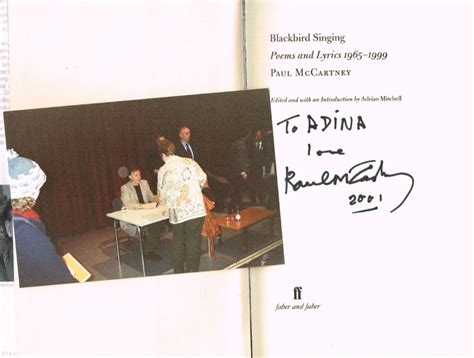 Blackbird Singing
Poems and Lyrics 1965–1999
PAUL McCARTNEY
Edited and with an Introduction by Adrian Mitchell
To ADINA
love
Paul McCartney
2001
ff
faber and faber